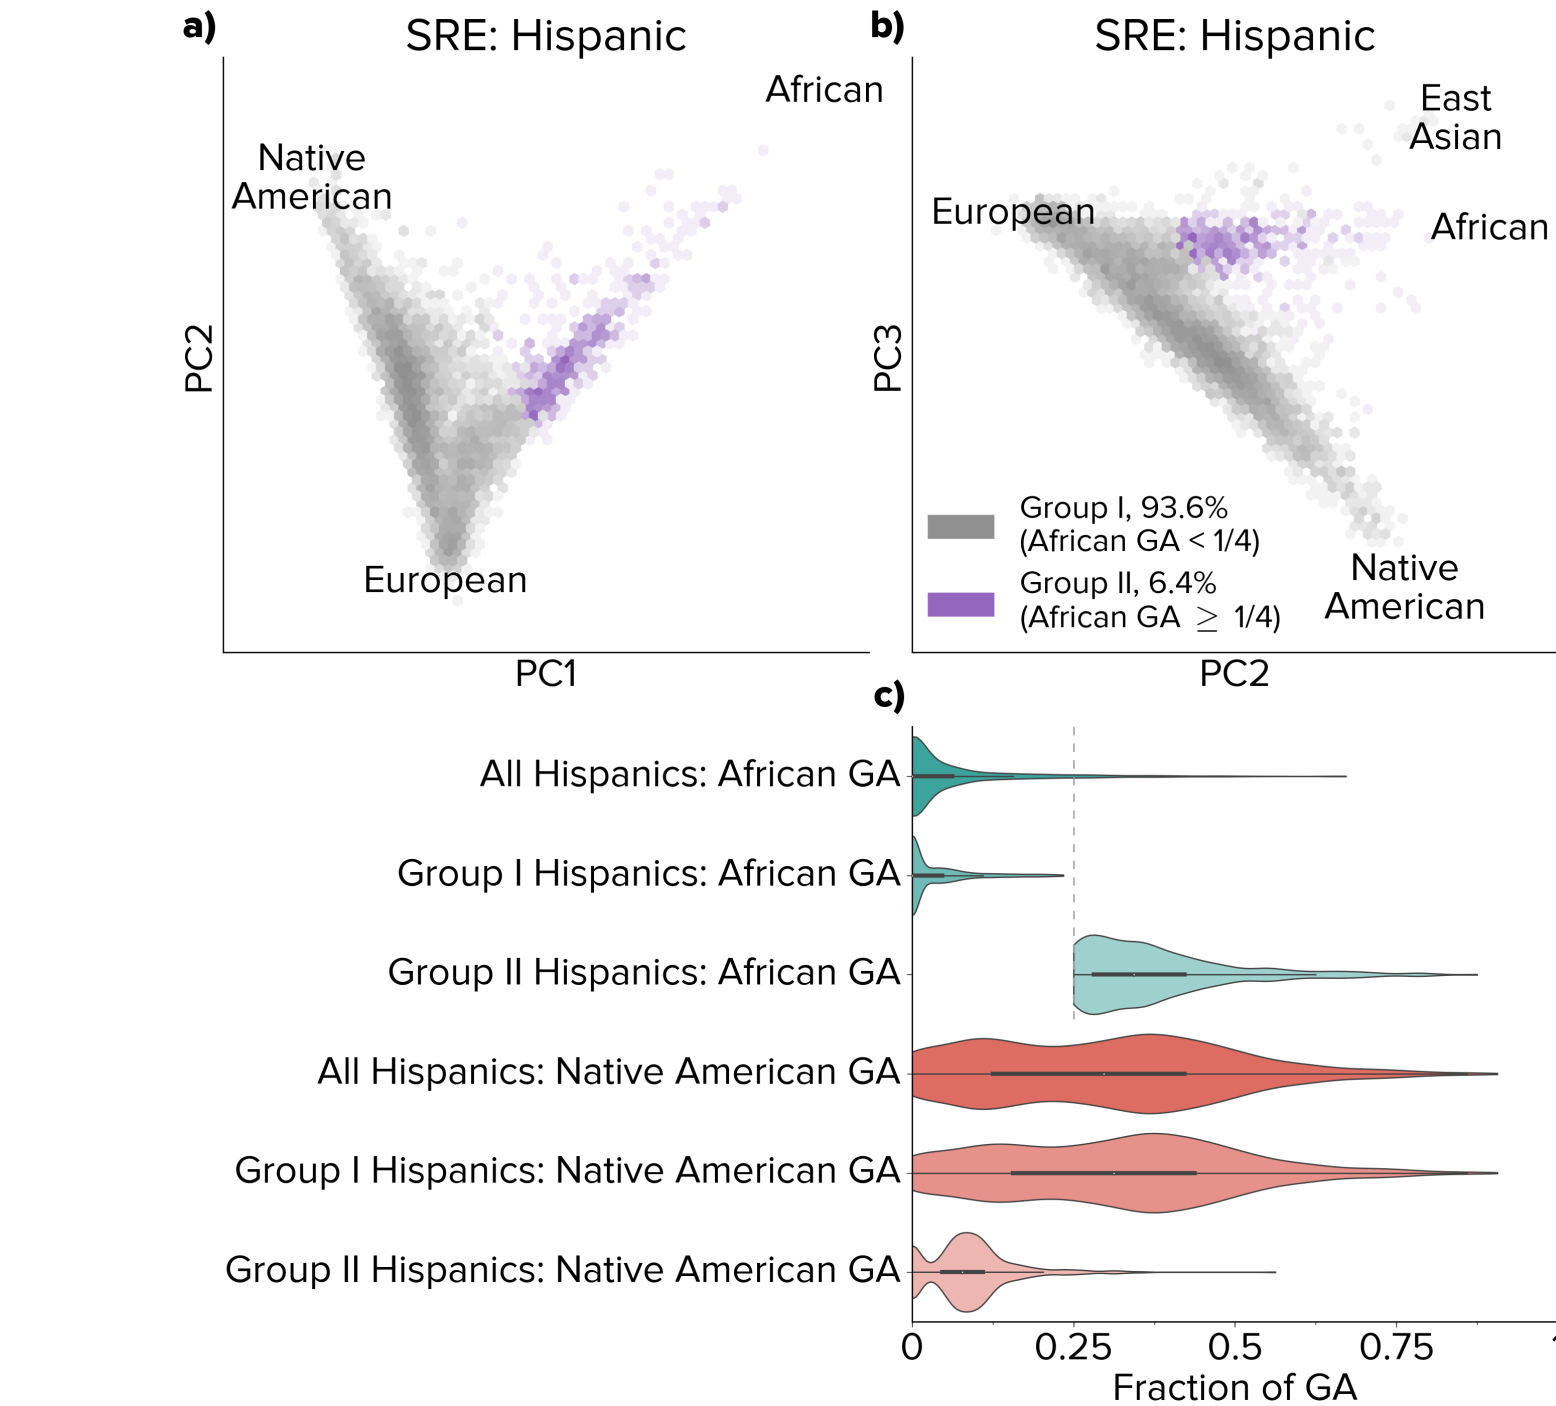 a)
SRE: Hispanic
African
Native
American
European
PC2
PC1
b)
SRE: Hispanic
East
Asian
European
African
Native
American
Group I, 93.6%
(African GA < 1/4)
Group II, 6.4%
(African GA ≥ 1/4)
PC3
PC2
c)
All Hispanics: African GA
Group I Hispanics: African GA
Group II Hispanics: African GA
All Hispanics: Native American GA
Group I Hispanics: Native American GA
Group II Hispanics: Native American GA
0 0.25 0.5 0.75
Fraction of GA